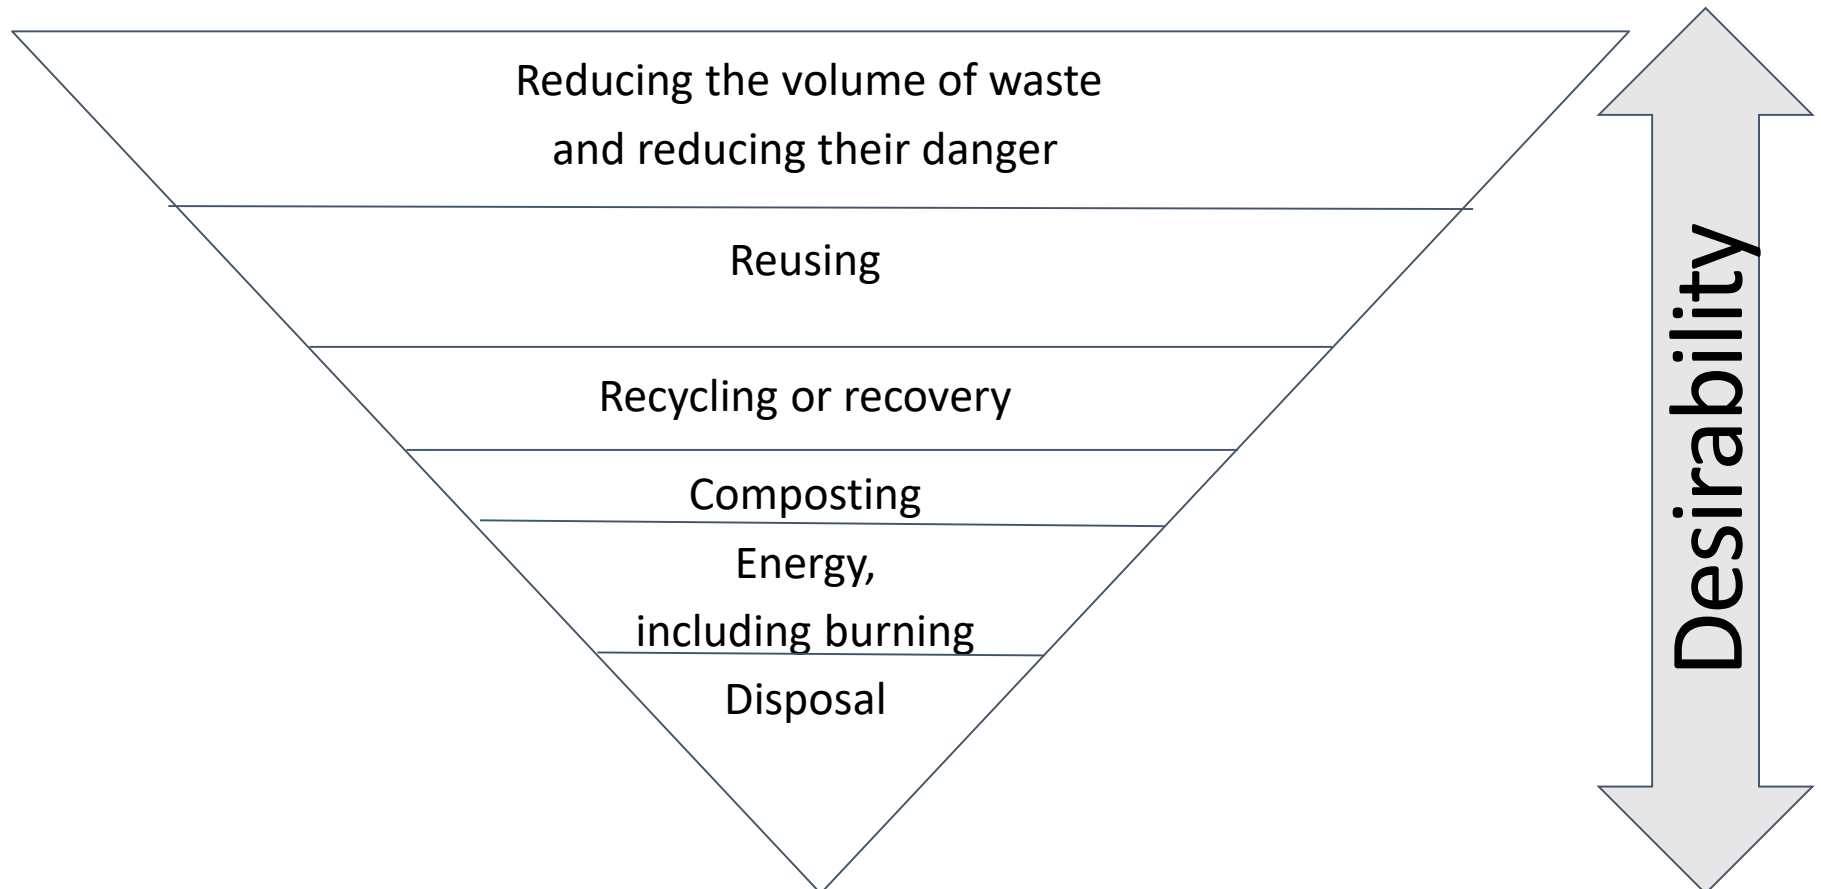 Reducing the volume of waste
and reducing their danger
Reusing
Recycling or recovery
Composting
Energy,
including burning
Disposal
Desirability